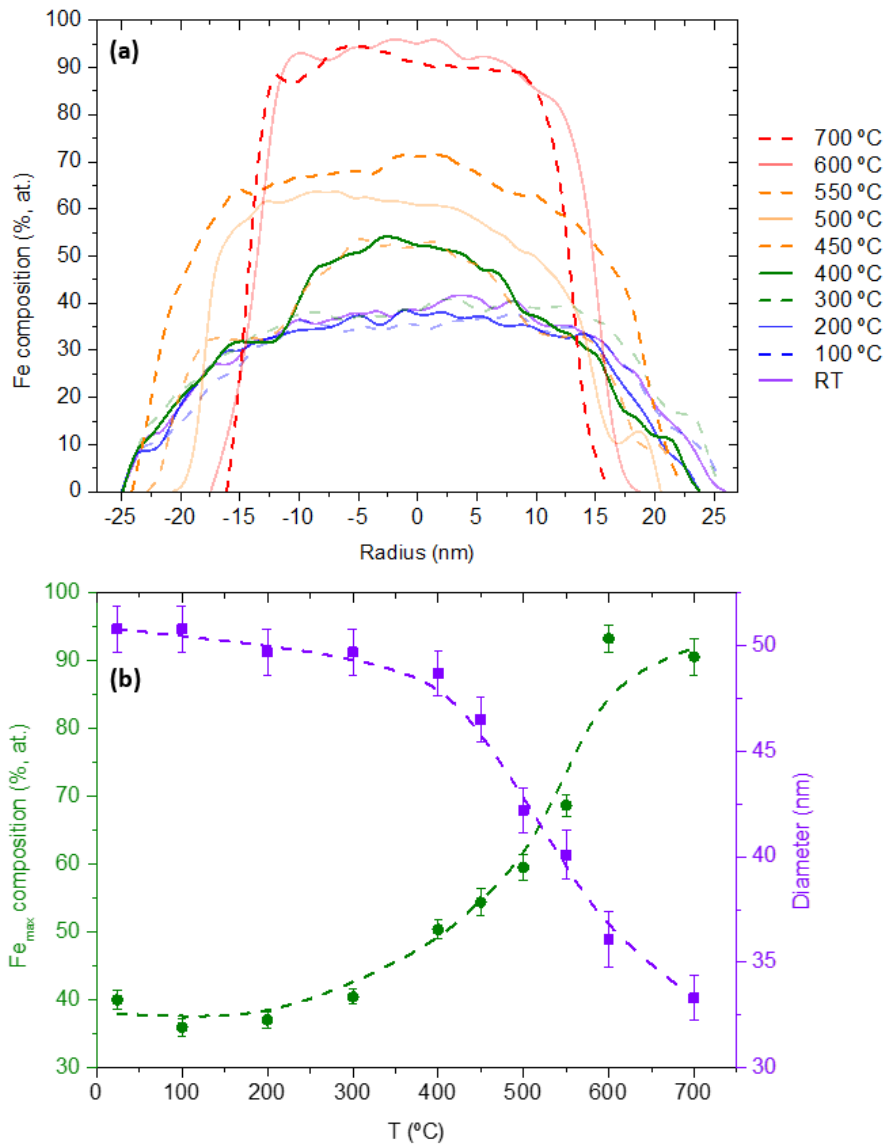 (a)
Fe composition (%, at.)
100
90
80
70
60
50
40
30
20
10
0
-25 -20 -15 -10 -5 0 5 10 15 20 25
Radius (nm)
700 ºC
600 ºC
550 ºC
500 ºC
450 ºC
400 ºC
300 ºC
200 ºC
100 ºC
RT
(b)
Femax composition (%, at.)
100
90
80
70
60
50
40
30
50
45
40
35
30
Diameter (nm)
0 100 200 300 400 500 600 700
T (ºC)